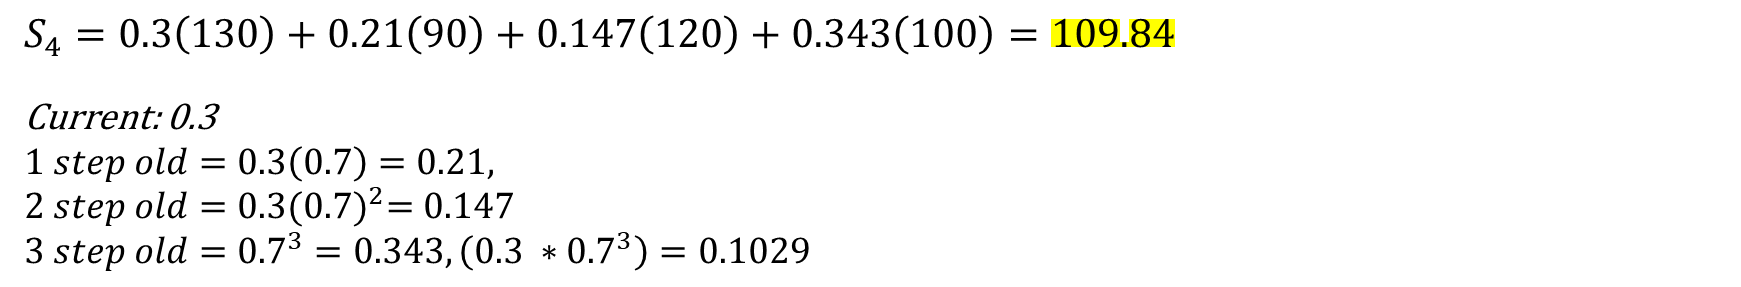 S₄ = 0.3(130) + 0.21(90) + 0.147(120) + 0.343(100) = 109.84
Current: 0.3
1 step old = 0.3(0.7) = 0.21,
2 step old = 0.3(0.7)²= 0.147
3 step old = 0.7³ = 0.343, (0.3 ∗ 0.7³) = 0.1029